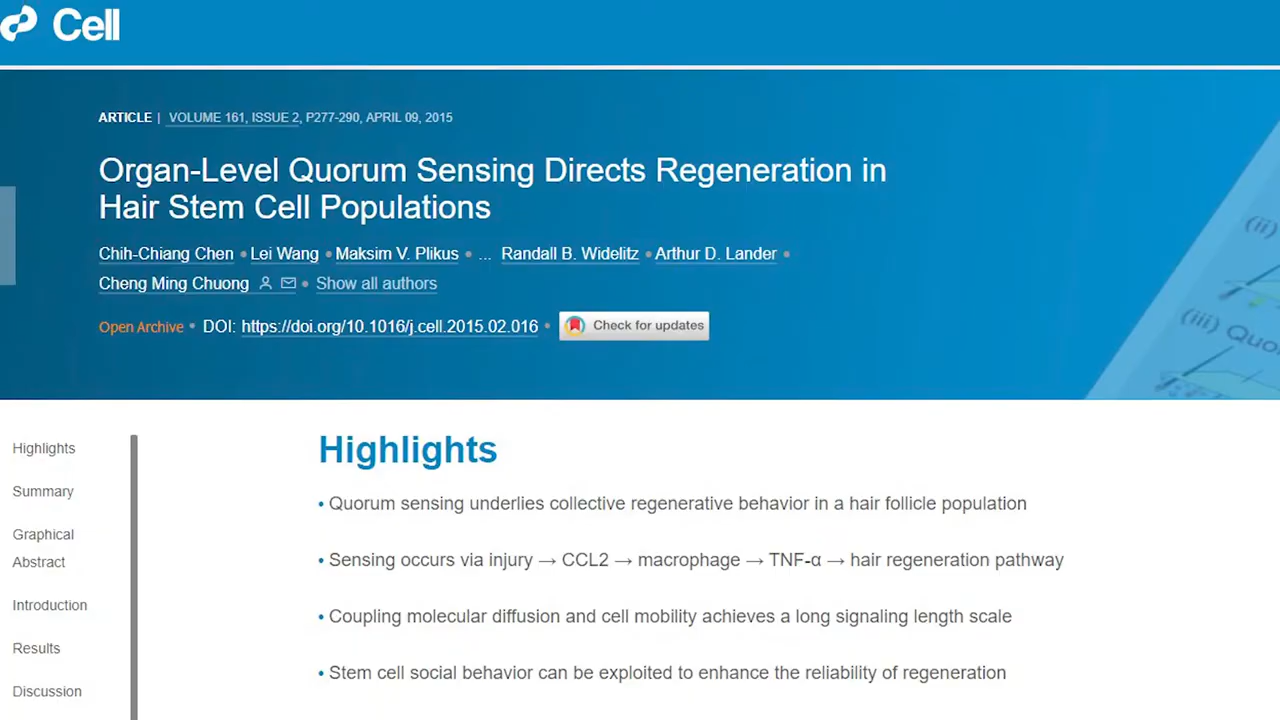 Cell
ARTICLE | VOLUME 161, ISSUE 2, P277-290, APRIL 09, 2015
Organ-Level Quorum Sensing Directs Regeneration in
Hair Stem Cell Populations
Chih-Chiang Chen • Lei Wang • Maksim V. Plikus • ... Randall B. Widelitz • Arthur D. Lander •
Cheng Ming Chuong • Show all authors
Open Archive • DOI: https://doi.org/10.1016/j.cell.2015.02.016 • Check for updates
(ii)
(iii) Quo
Highlights
Summary
Graphical
Abstract
Introduction
Results
Discussion
Highlights
• Quorum sensing underlies collective regenerative behavior in a hair follicle population
• Sensing occurs via injury → CCL2 → macrophage → TNF-α → hair regeneration pathway
• Coupling molecular diffusion and cell mobility achieves a long signaling length scale
• Stem cell social behavior can be exploited to enhance the reliability of regeneration